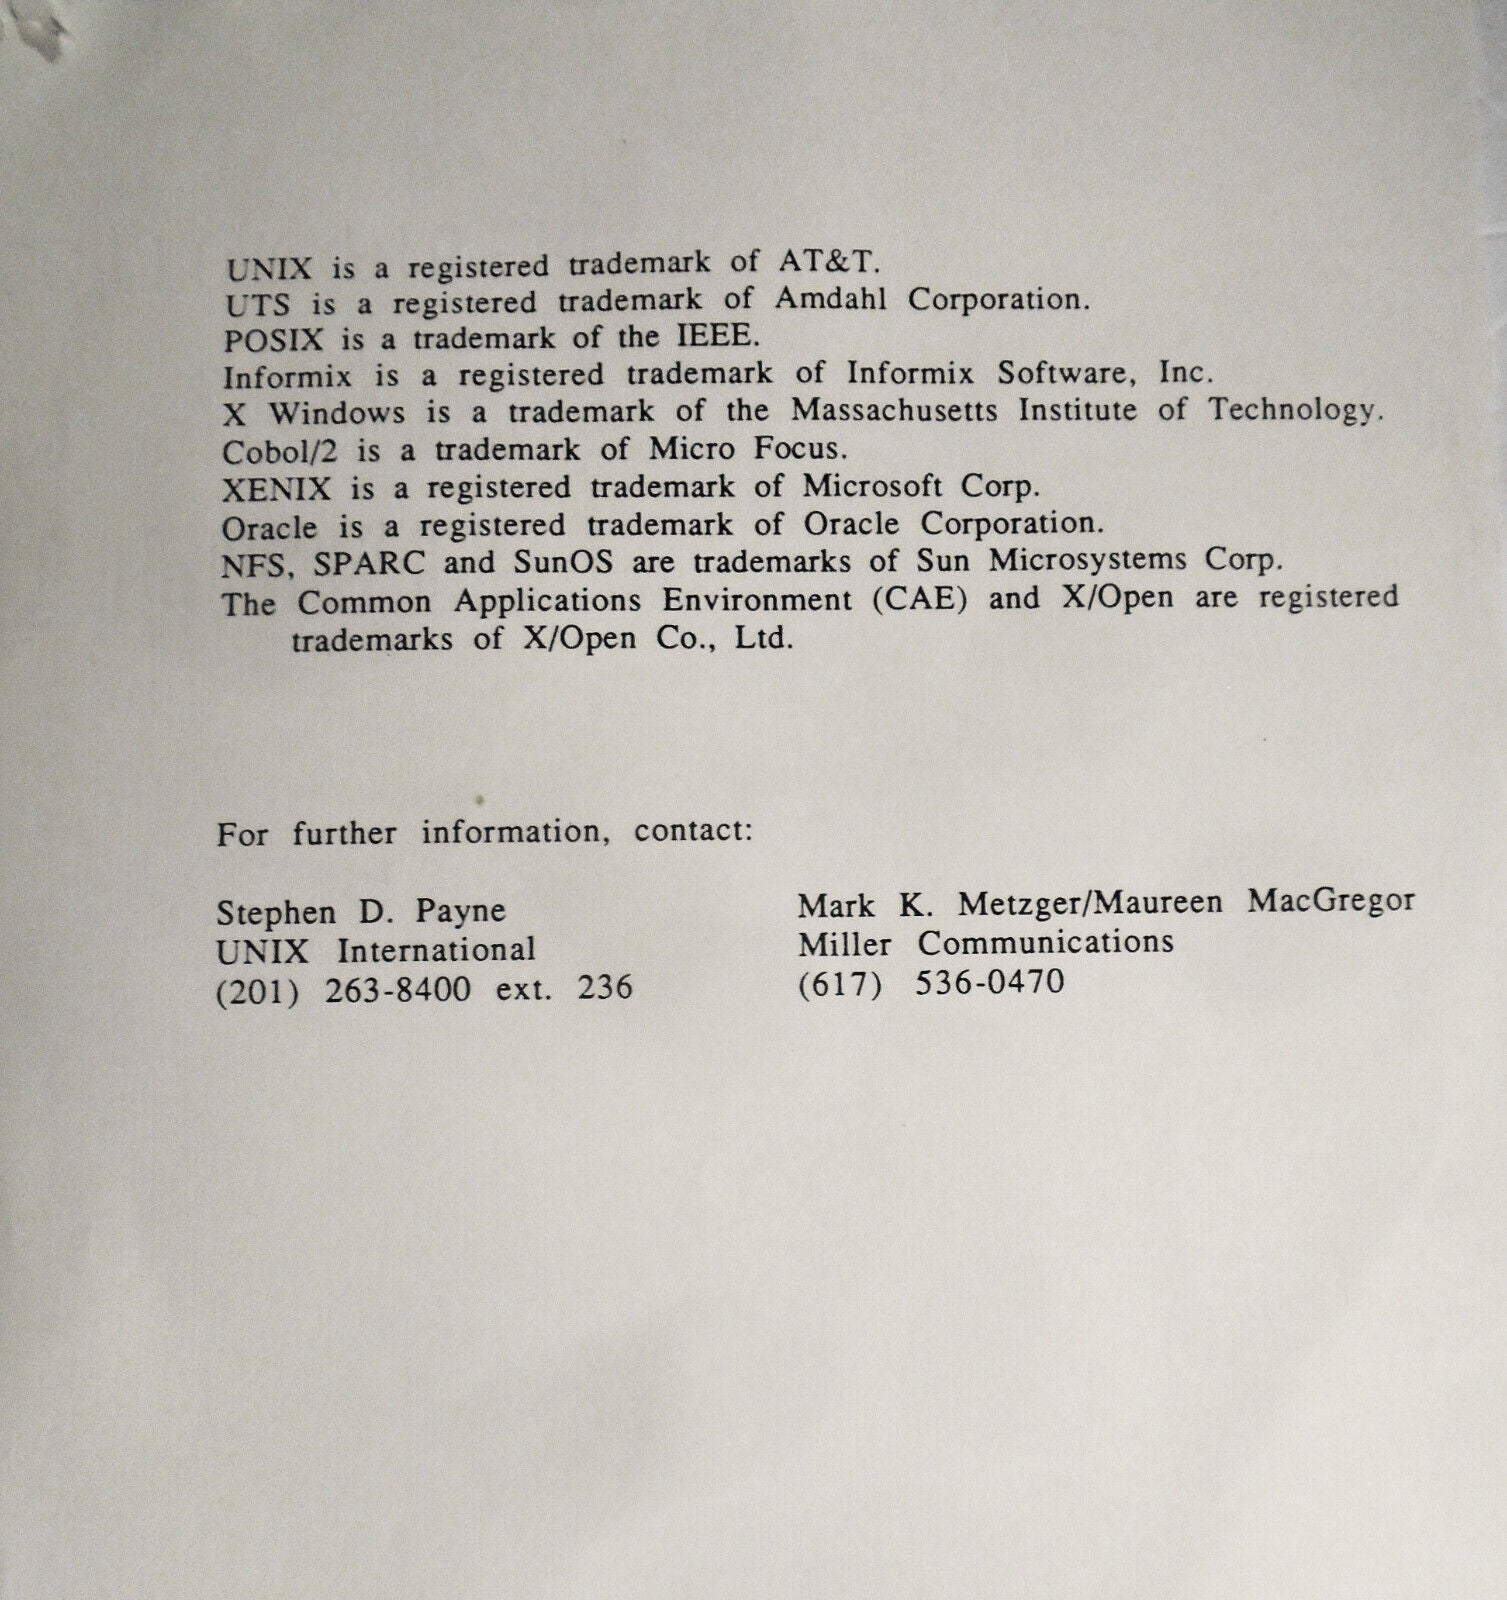 UNIX is a registered trademark of AT&T.
UTS is a registered trademark of Amdahl Corporation.
POSIX is a trademark of the IEEE.
Informix is a registered trademark of Informix Software, Inc.
X Windows is a trademark of the Massachusetts Institute of Technology.
Cobol/2 is a trademark of Micro Focus.
XENIX is a registered trademark of Microsoft Corp.
Oracle is a registered trademark of Oracle Corporation.
NFS, SPARC and SunOS are trademarks of Sun Microsystems Corp.
The Common Applications Environment (CAE) and X/Open are registered
trademarks of X/Open Co., Ltd.
For further information, contact:
Stephen D. Payne
UNIX International
(201) 263-8400 ext. 236
Mark K. Metzger/Maureen MacGregor
Miller Communications
(617) 536-0470